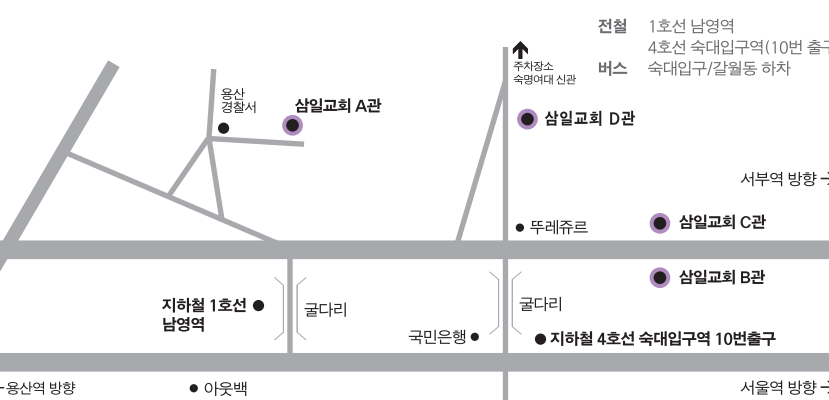 전철 1호선 남영역
4호선 숙대입구역(10번 출구
버스 숙대입구/갈월동 하차
주차장소
숙명여대 신관
용산
경찰서
삼일교회 A관
삼일교회 D관
서부역 방향
뚜레쥬르
삼일교회 C관
삼일교회 B관
지하철 1호선
남영역
굴다리
굴다리
국민은행
지하철 4호선 숙대입구역 10번출구
용산역 방향
아웃백
서울역 방향